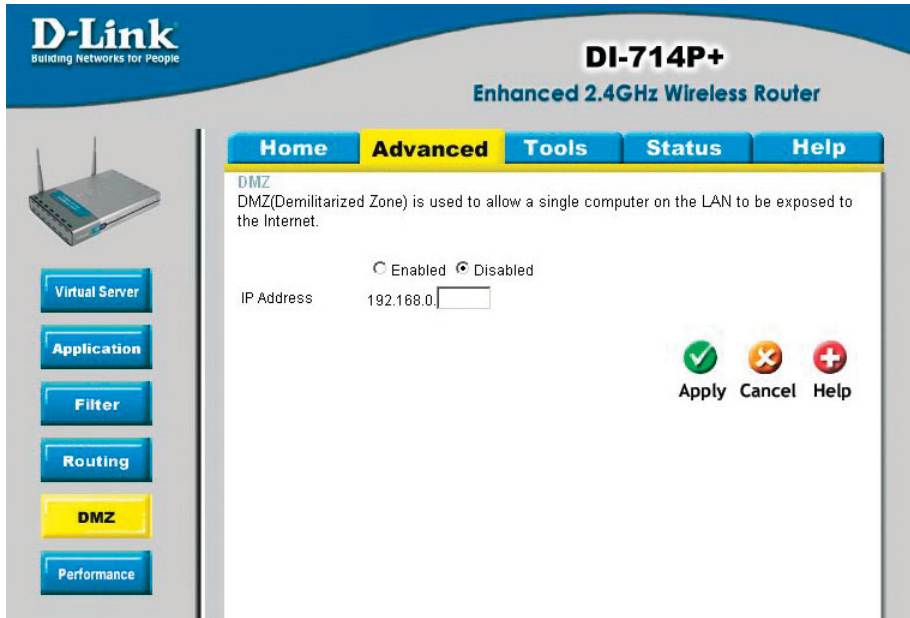 D-Link
Building Networks for People
DI-714P+
Enhanced 2.4GHz Wireless Router
Home
Advanced
Tools
Status
Help
DMZ
DMZ(Demilitarized Zone) is used to allow a single computer on the LAN to be exposed to
the Internet.
Enabled Disabled
IP Address 192.168.0.
Apply Cancel Help
Virtual Server
Application
Filter
Routing
DMZ
Performance